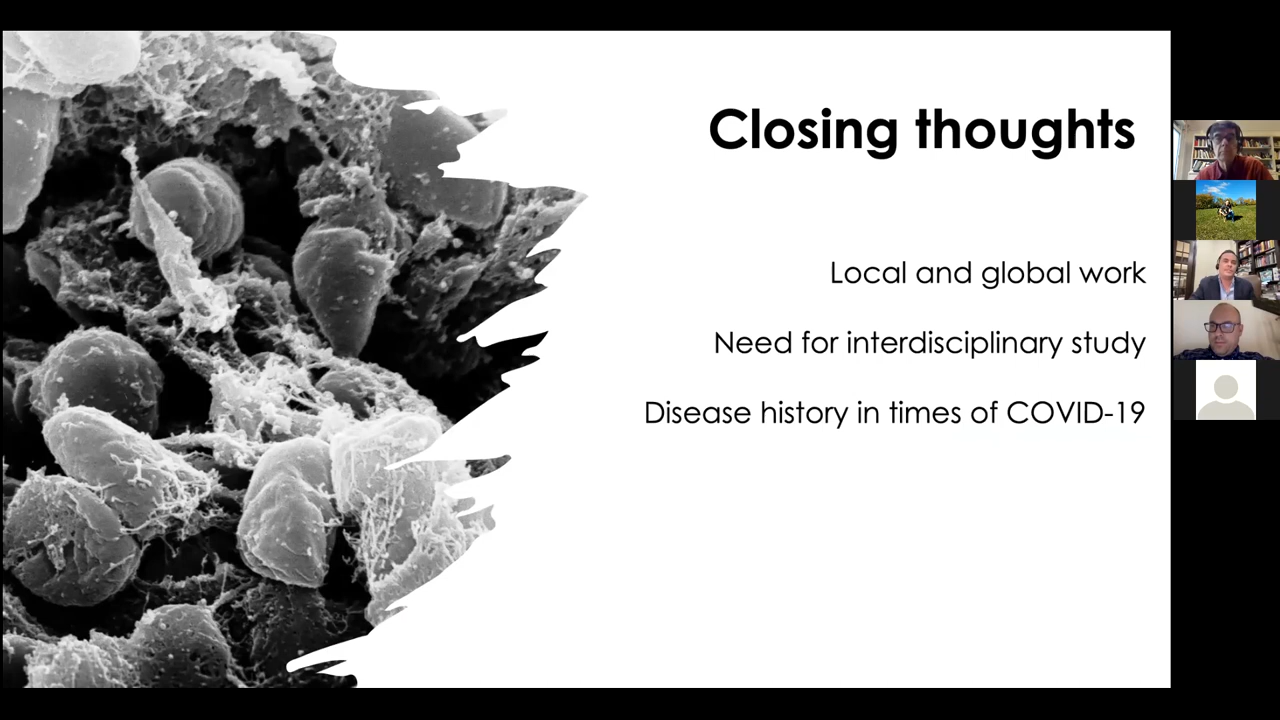 Closing thoughts
Local and global work
Need for interdisciplinary study
Disease history in times of COVID-19